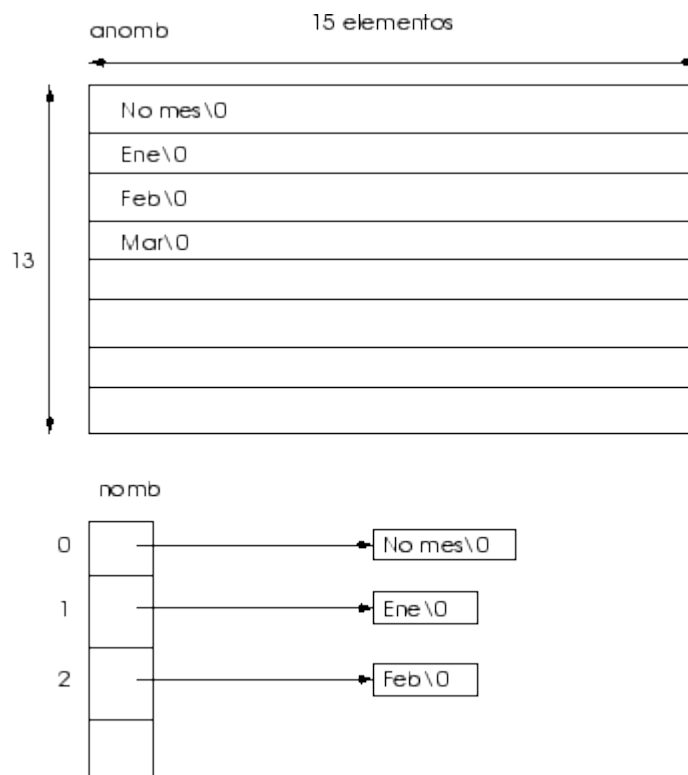 anomb 15 elementos
No mes\0
Ene\0
Feb\0
Mar\0
13
nomb
0 No mes\0
1 Ene\0
2 Feb\0